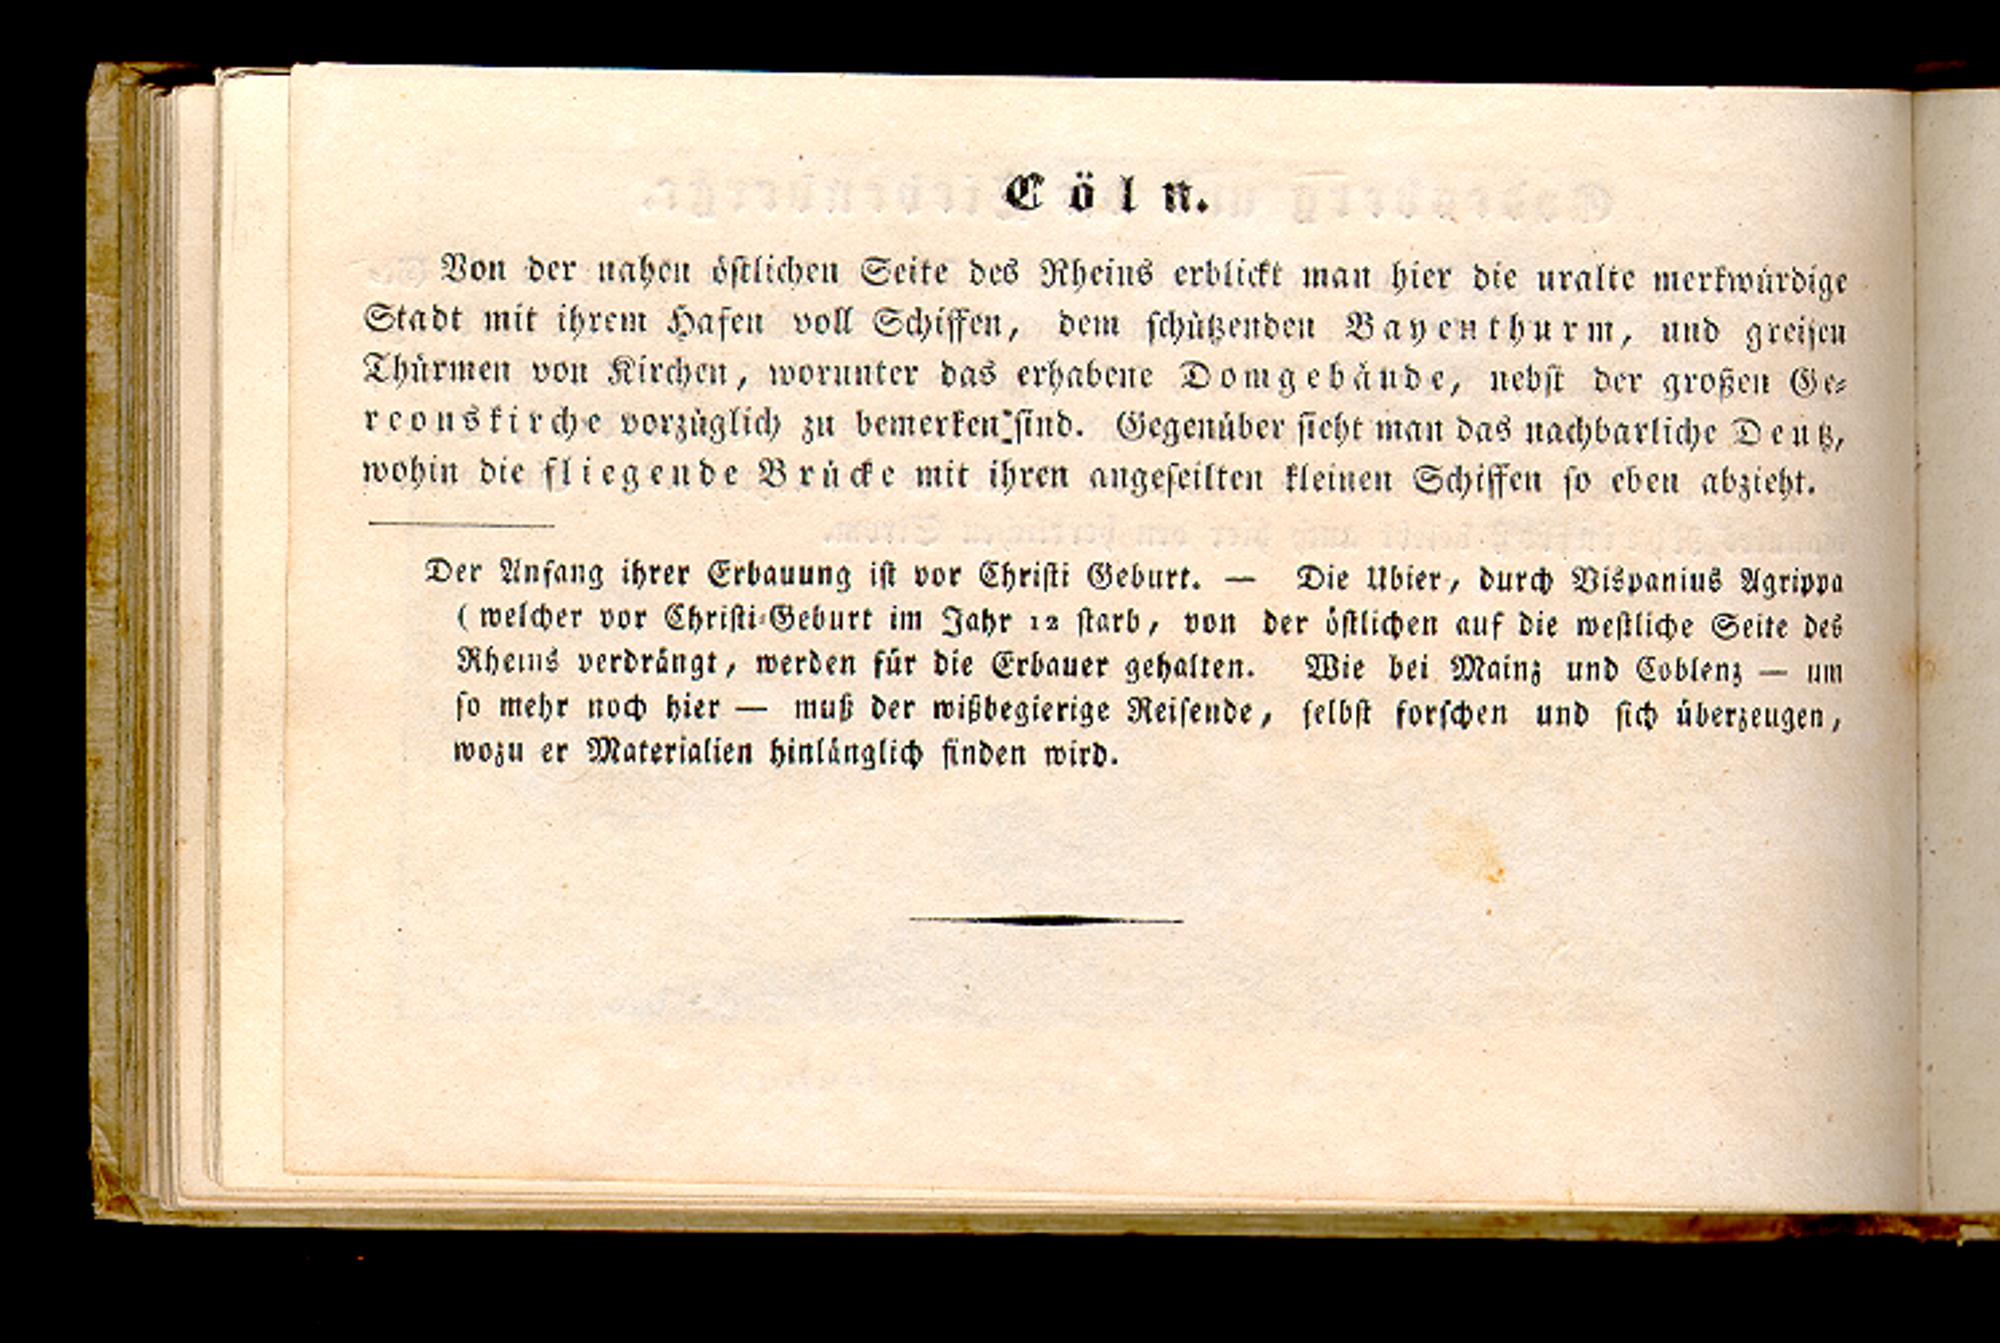 Cöln.
Von der nahen östlichen Seite des Rheins erblickt man hier die uralte merkwürdige
Stadt mit ihrem Hafen voll Schiffen, dem schützenden Bayenthurm, und greisen
Thürmen von Kirchen, worunter das erhabene Domgebäude, nebst der großen Ge-
reonskirche vorzüglich zu bemerken sind. Gegenüber sieht man das nachbarliche Deutz,
wohin die fliegende Brücke mit ihren angeseilten kleinen Schiffen so eben abzieht.
Der Anfang ihrer Erbauung ist vor Christi Geburt. — Die Ubier, durch Vispanius Agrippa
(welcher vor Christi-Geburt im Jahr 12 starb, von der östlichen auf die westliche Seite des
Rheins verdrängt, werden für die Erbauer gehalten. Wie bei Mainz und Coblenz — um
so mehr noch hier — muß der wißbegierige Reisende, selbst forschen und sich überzeugen,
wozu er Materialien hinlänglich finden wird.